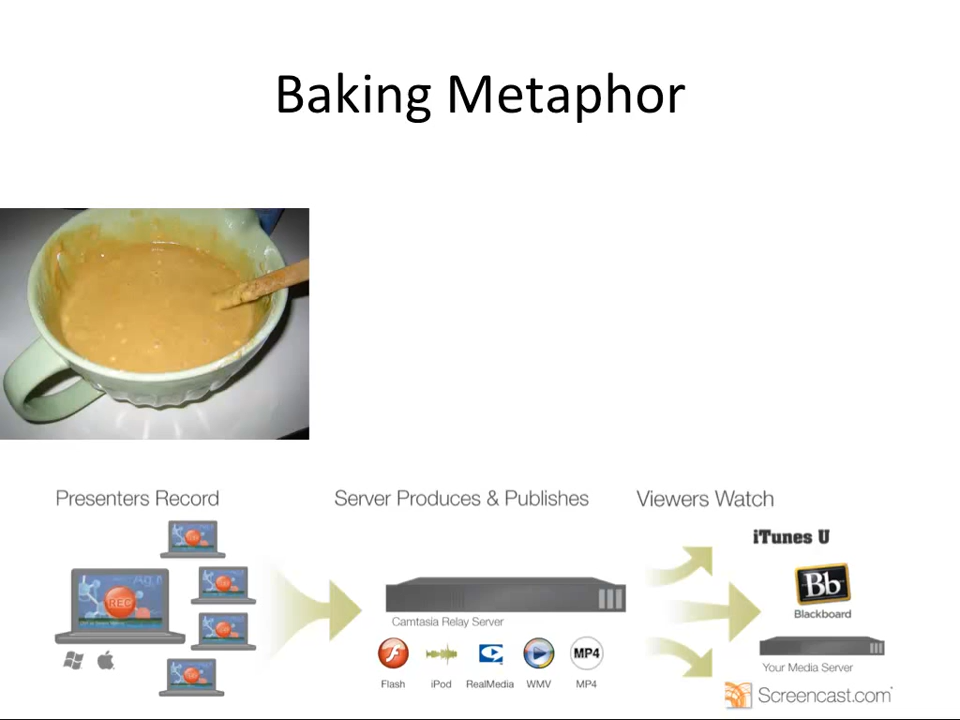 Baking Metaphor
Presenters Record
Server Produces & Publishes
Viewers Watch
REC
Camtasia Relay Server
Flash
iPod
RealMedia
WMV
MP4
MP4
iTunes U
Bb
Blackboard
Your Media Server
Screencast.com